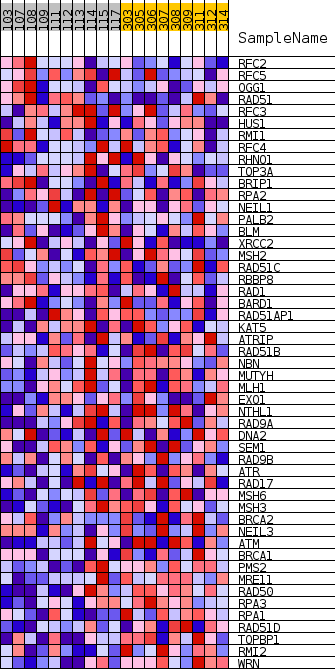 103 107 108 109 111 112 113 114 115 117 303 305 306 307 308 309 311 312 314
SampleName
RFC2
RFC5
OGG1
RAD51
RFC3
HUS1
RMI1
RFC4
RHNO1
TOP3A
BRIP1
RPA2
NEIL1
PALB2
BLM
XRCC2
MSH2
RAD51C
RBBP8
RAD1
BARD1
RAD51AP1
KAT5
ATRIP
RAD51B
NBN
MUTYH
MLH1
EXO1
NTHL1
RAD9A
DNA2
SEM1
RAD9B
ATR
RAD17
MSH6
MSH3
BRCA2
NEIL3
ATM
BRCA1
PMS2
MRE11
RAD50
RPA3
RPA1
RAD51D
TOPBP1
RMI2
WRN